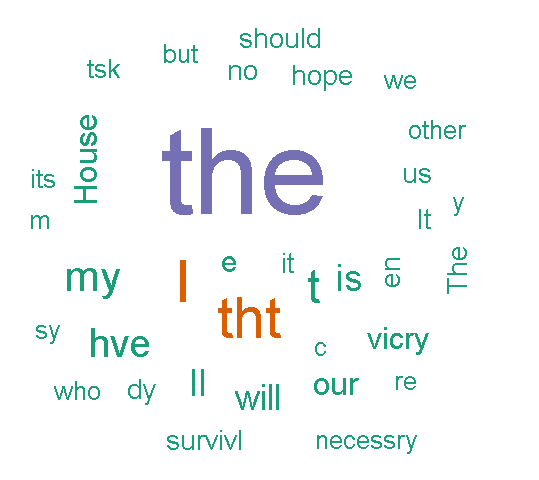 should
but
tsk
no
hope
we
other
the
House
its
us
y
m
It
e
it
is
en
The
my
I
t
tht
sy
hve
c
vicry
who
dy
ll
will
our
re
survivl
necessry